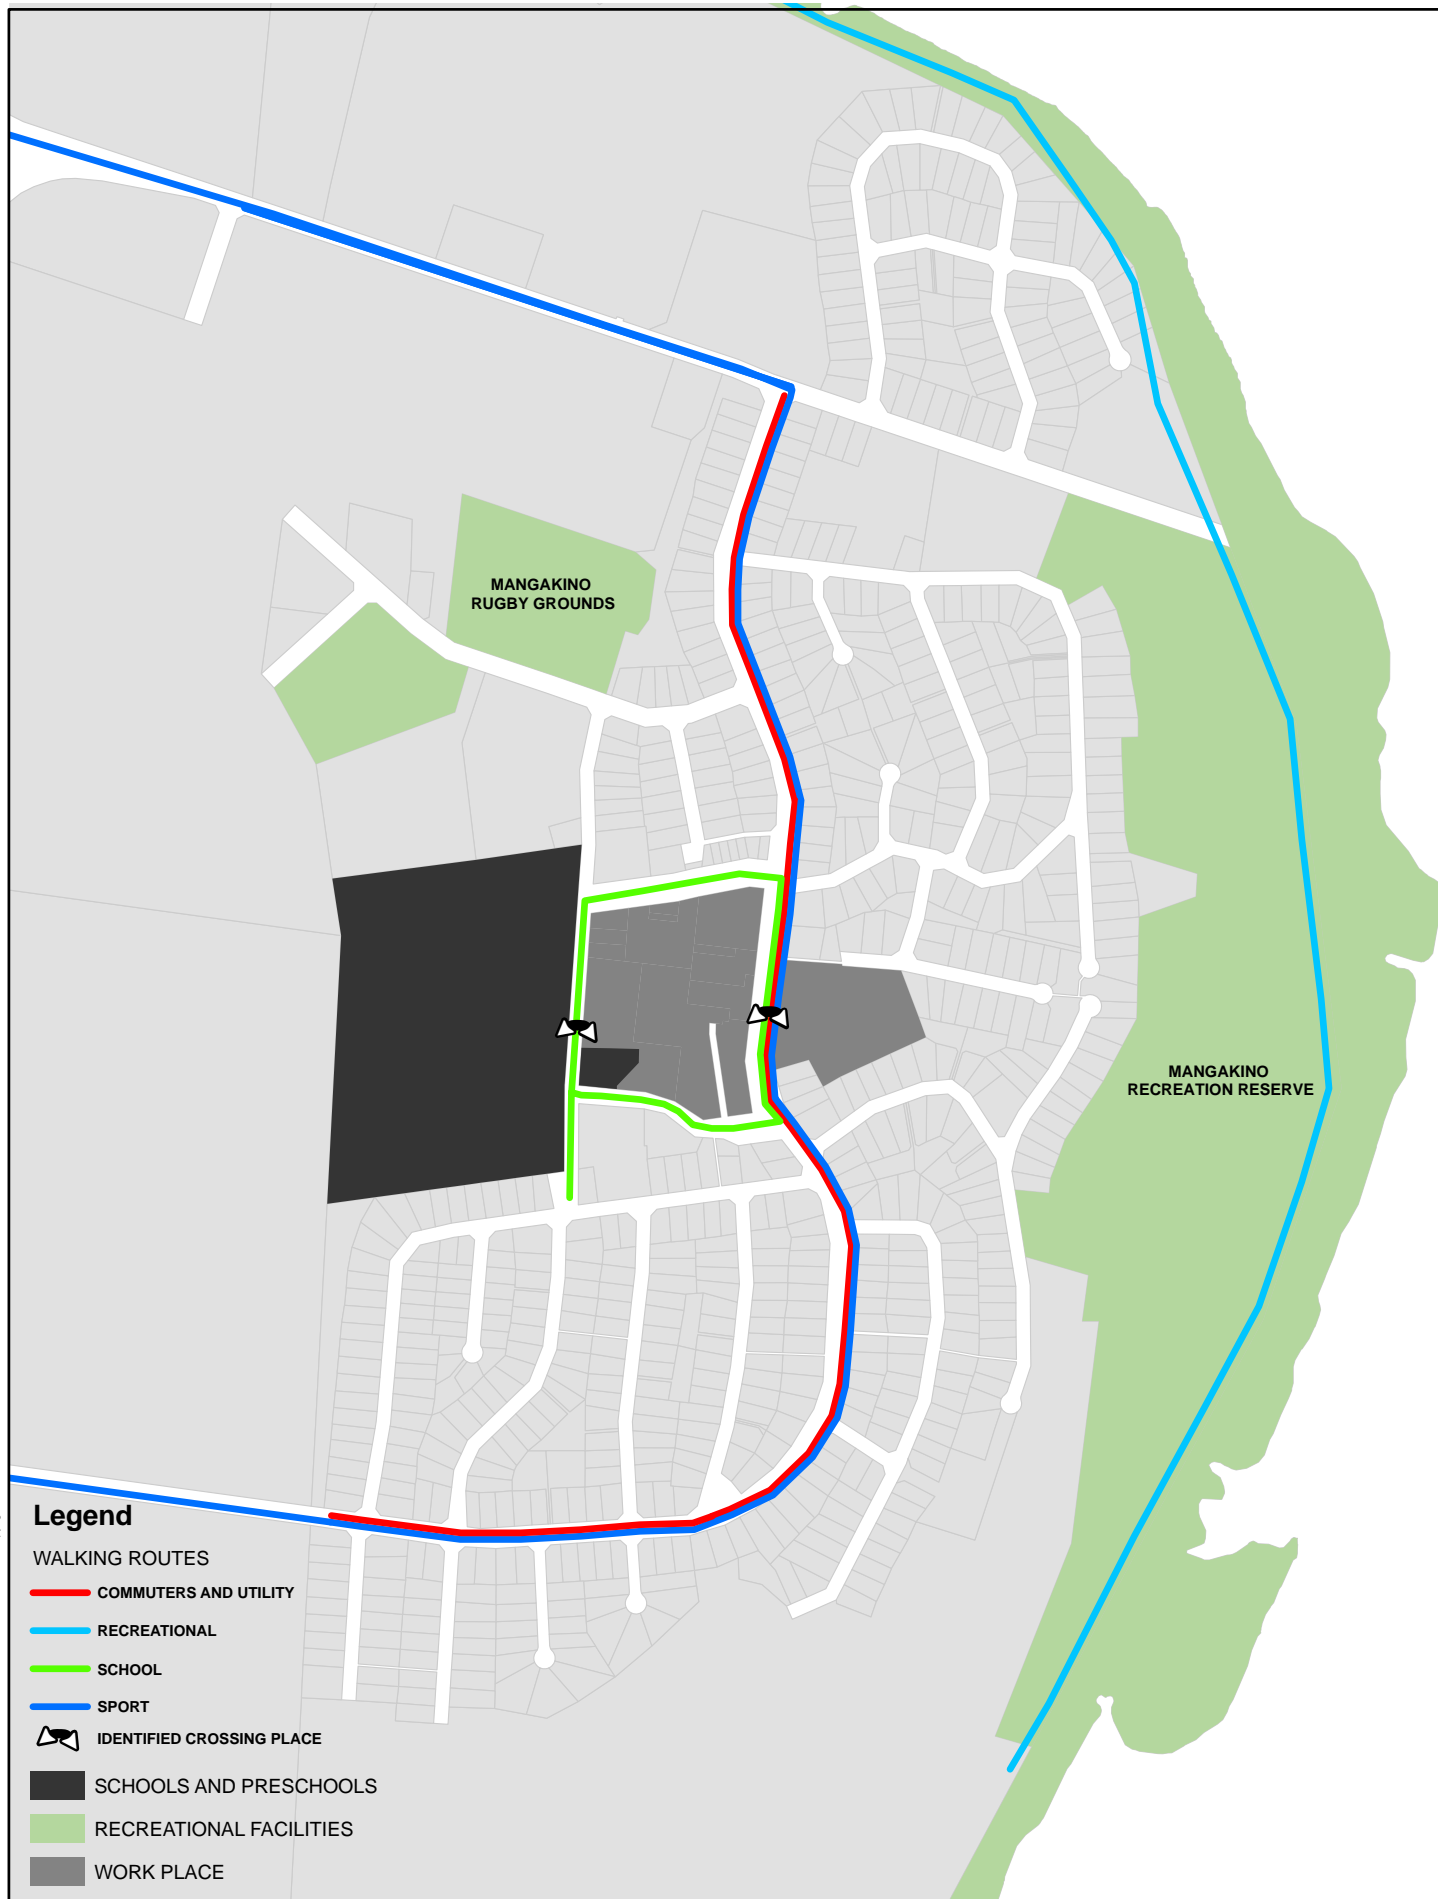 MANGAKINO
RUGBY GROUNDS
MANGAKINO
RECREATION RESERVE
Legend
WALKING ROUTES
COMMUTERS AND UTILITY
RECREATIONAL
SCHOOL
SPORT
IDENTIFIED CROSSING PLACE
SCHOOLS AND PRESCHOOLS
RECREATIONAL FACILITIES
WORK PLACE